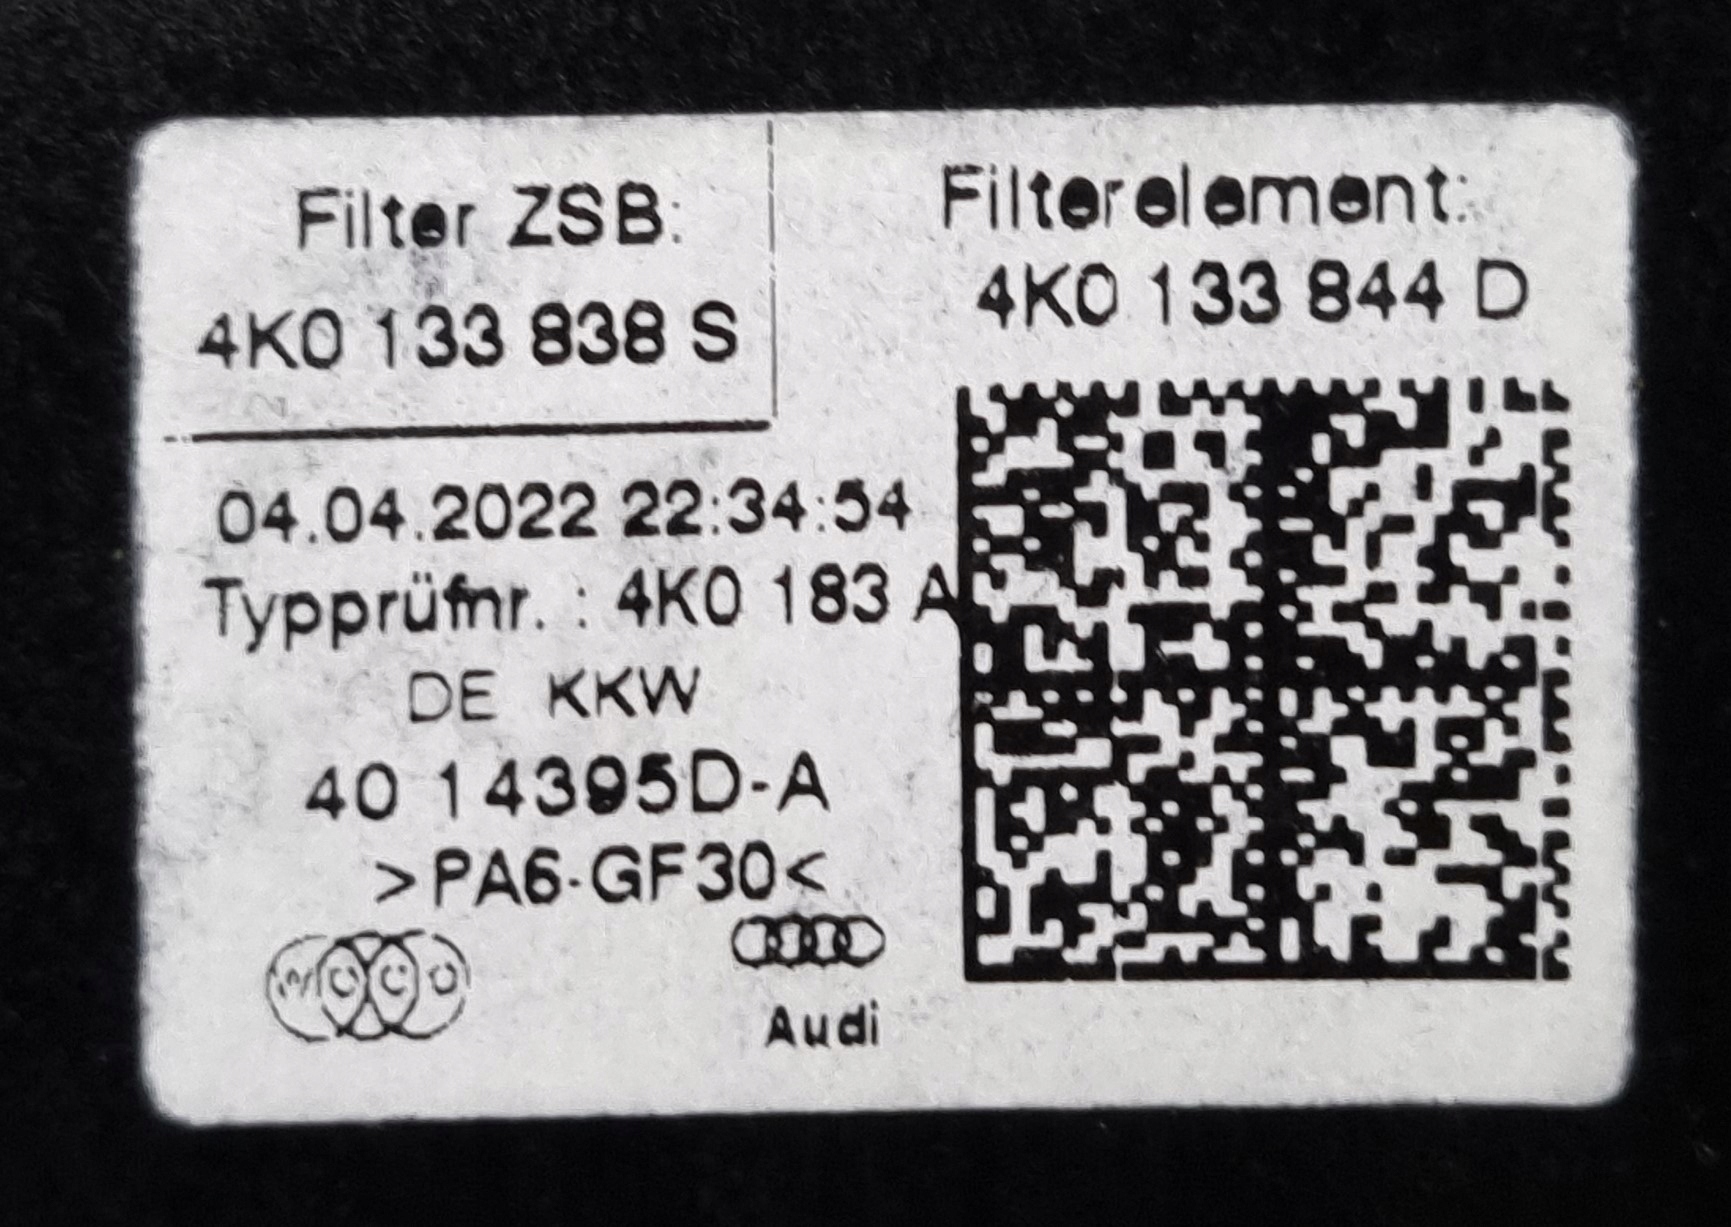 Filter ZSB:
4K0 133 838 S
Filterelement:
4K0 133 844 D
04.04.2022 22:34:54
Typprüfnr. : 4K0 183 A
DE KKW
40 14395D-A
>PA6-GF30<
Audi